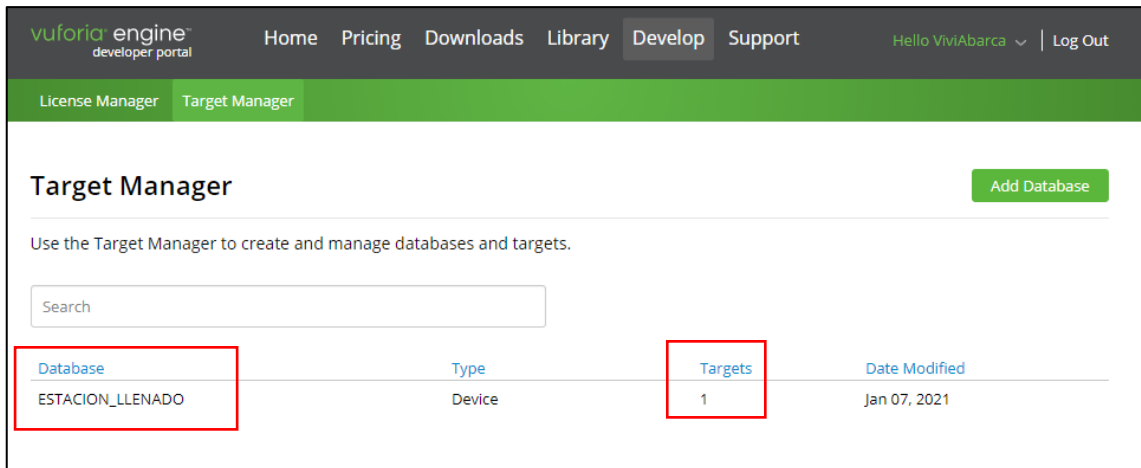 vuforia engine™ Home Pricing Downloads Library Develop Support Hello ViviAbarca | Log Out
developer portal
License Manager Target Manager
Target Manager Add Database
Use the Target Manager to create and manage databases and targets.
Search
Database Type Targets Date Modified
ESTACION_LLENADO Device 1 Jan 07, 2021